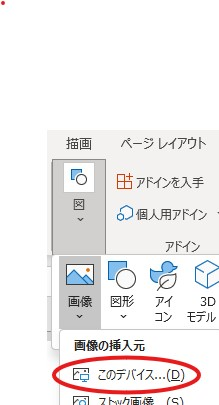 描画 ページ レイアウト
図
アドインを入手
個人用アドイン
アドイン
画像 図形 アイコン 3D モデル
画像の挿入元
このデバイス...(D)
ストック画像...(S)